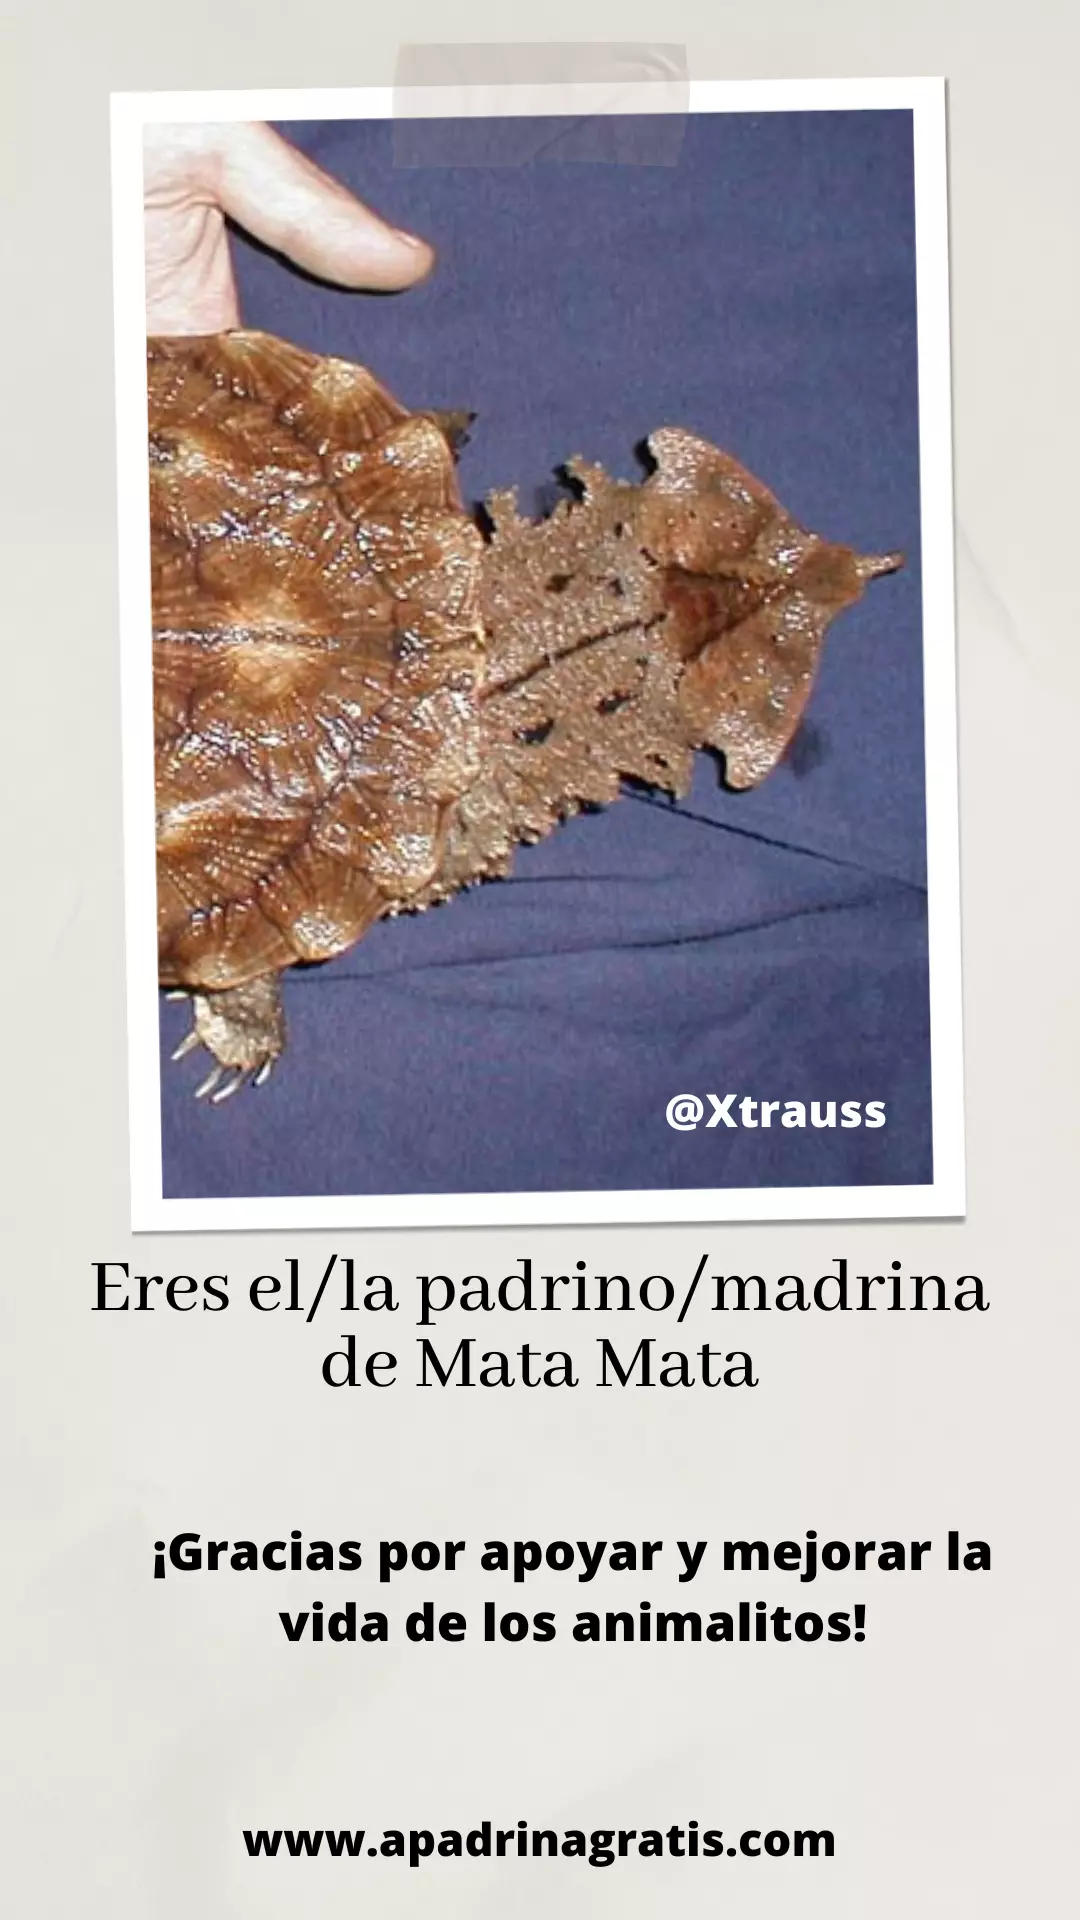 @Xtrauss
Eres el/la padrino/madrina
de Mata Mata
¡Gracias por apoyar y mejorar la
vida de los animalitos!
www.apadrinagratis.com